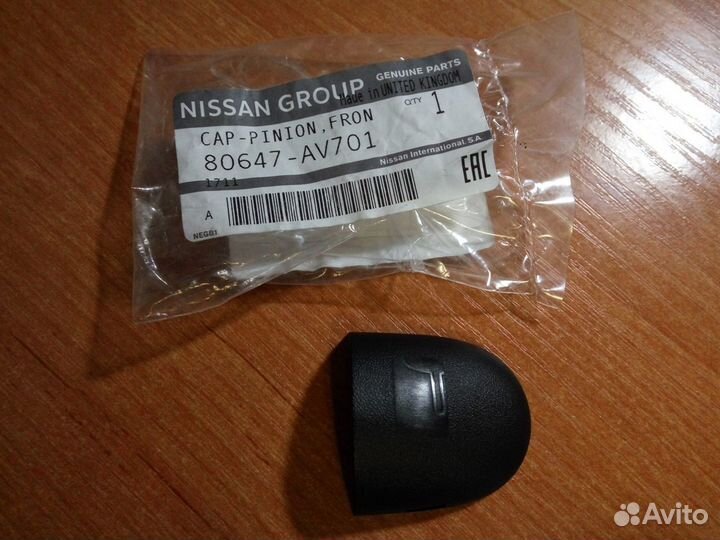 NISSAN GROUP
GENUINE PARTS
Made in UNITED KINGDOM
CAP-PINION,FRON
QTY 1
80647-AV701
Nissan International S.A.
1711
EAC
A
NEGB1
Avito